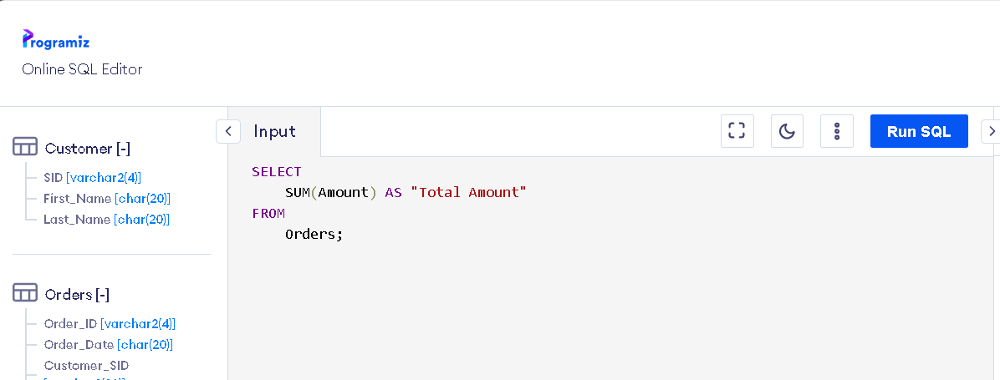 Programiz
Online SQL Editor
Input
Run SQL
Customer [-]
SID [varchar2(4)]
First_Name [char(20)]
Last_Name [char(20)]
Orders [-]
Order_ID [varchar2(4)]
Order_Date [char(20)]
Customer_SID
SELECT
SUM(Amount) AS "Total Amount"
FROM
Orders;